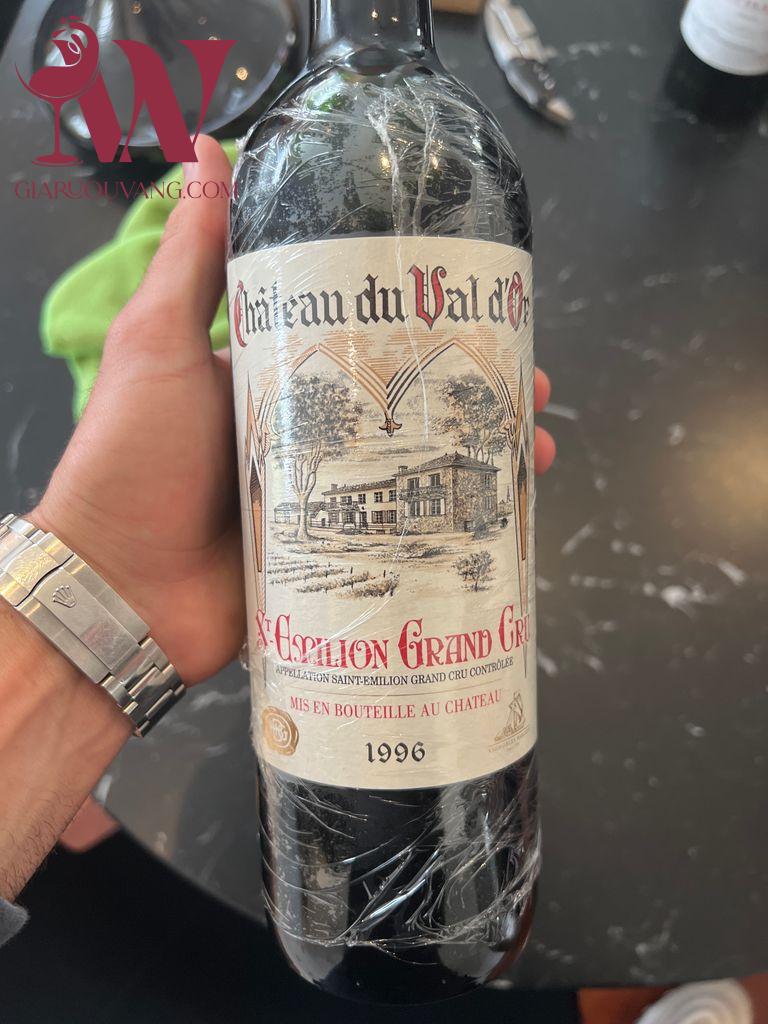 GIARUOUVANG.COM
Château du Val d'Or
St-Emilion Grand Cru
APPELLATION SAINT-EMILION GRAND CRU CONTRÔLÉE
MIS EN BOUTEILLE AU CHATEAU
1996